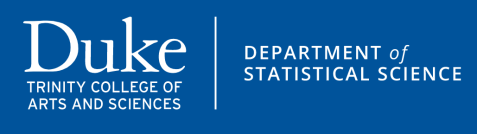 Duke
TRINITY COLLEGE OF
ARTS AND SCIENCES
DEPARTMENT of
STATISTICAL SCIENCE